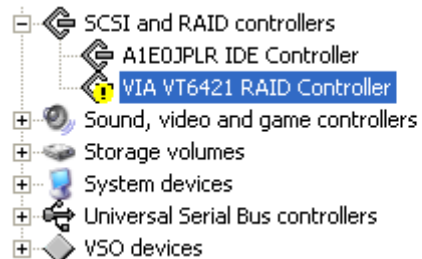 SCSI and RAID controllers
A1E0JPLR IDE Controller
VIA VT6421 RAID Controller
Sound, video and game controllers
Storage volumes
System devices
Universal Serial Bus controllers
VSO devices